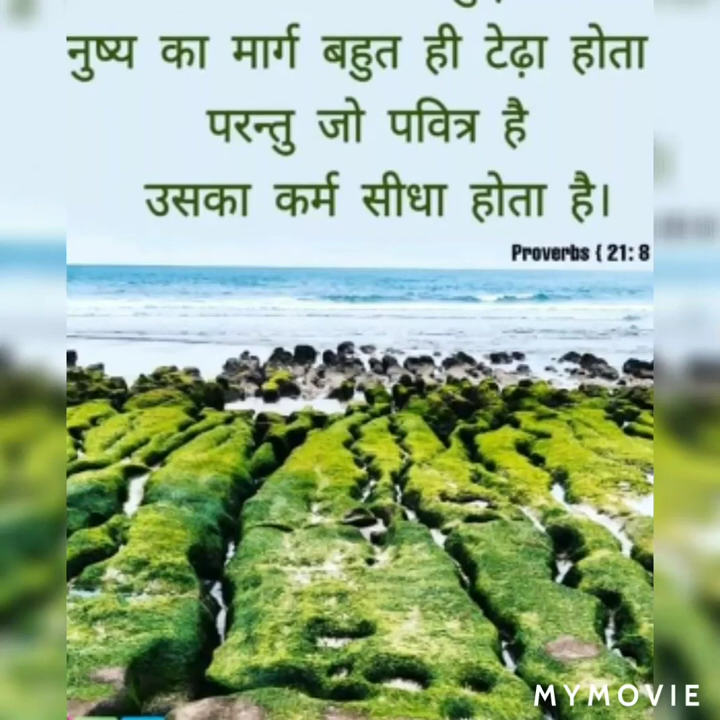 नुष्य का मार्ग बहुत ही टेढ़ा होता
परन्तु जो पवित्र है
उसका कर्म सीधा होता है।
Proverbs { 21: 8
MYMOVIE